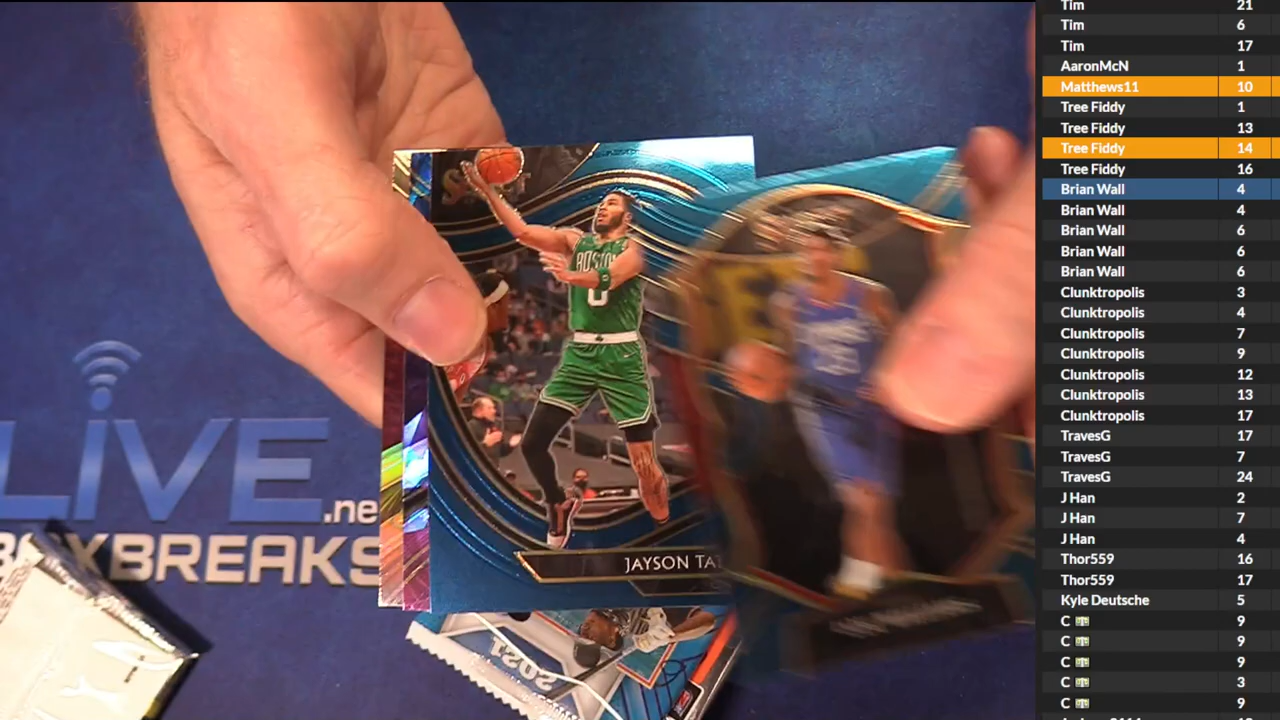 Tim 21
Tim 6
Tim 17
AaronMcN 1
Matthews11 10
Tree Fiddy 1
Tree Fiddy 13
Tree Fiddy 14
Tree Fiddy 16
Brian Wall 4
Brian Wall 4
Brian Wall 6
Brian Wall 6
Brian Wall 6
Clunktropolis 3
Clunktropolis 4
Clunktropolis 7
Clunktropolis 9
Clunktropolis 12
Clunktropolis 13
Clunktropolis 17
TravesG 17
TravesG 7
TravesG 24
J Han 2
J Han 7
J Han 4
Thor559 16
Thor559 17
Kyle Deutsche 5
C 9
C 9
C 9
C 3
C 9
BOSTON
0
JAYSON TA
LIVE.ne
BOXBREAKS
2021